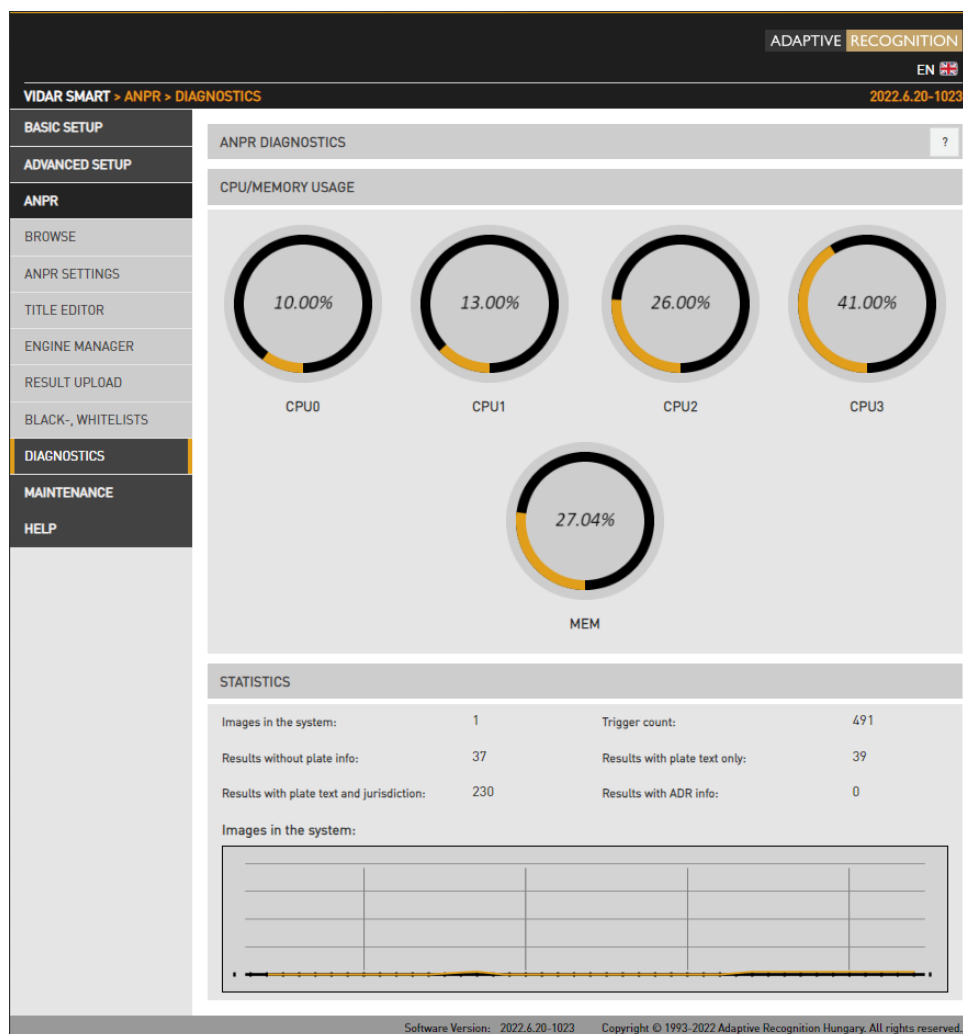 ADAPTIVE RECOGNITION
EN
VIDAR SMART > ANPR > DIAGNOSTICS 2022.6.20-1023
BASIC SETUP
ADVANCED SETUP
ANPR
BROWSE
ANPR SETTINGS
TITLE EDITOR
ENGINE MANAGER
RESULT UPLOAD
BLACK-, WHITELISTS
DIAGNOSTICS
MAINTENANCE
HELP
ANPR DIAGNOSTICS ?
CPU/MEMORY USAGE
10.00% 13.00% 26.00% 41.00%
CPU0 CPU1 CPU2 CPU3
27.04%
MEM
STATISTICS
Images in the system: 1 Trigger count: 491
Results without plate info: 37 Results with plate text only: 39
Results with plate text and jurisdiction: 230 Results with ADR info: 0
Images in the system:
Software Version: 2022.6.20-1023 Copyright © 1993-2022 Adaptive Recognition Hungary. All rights reserved.